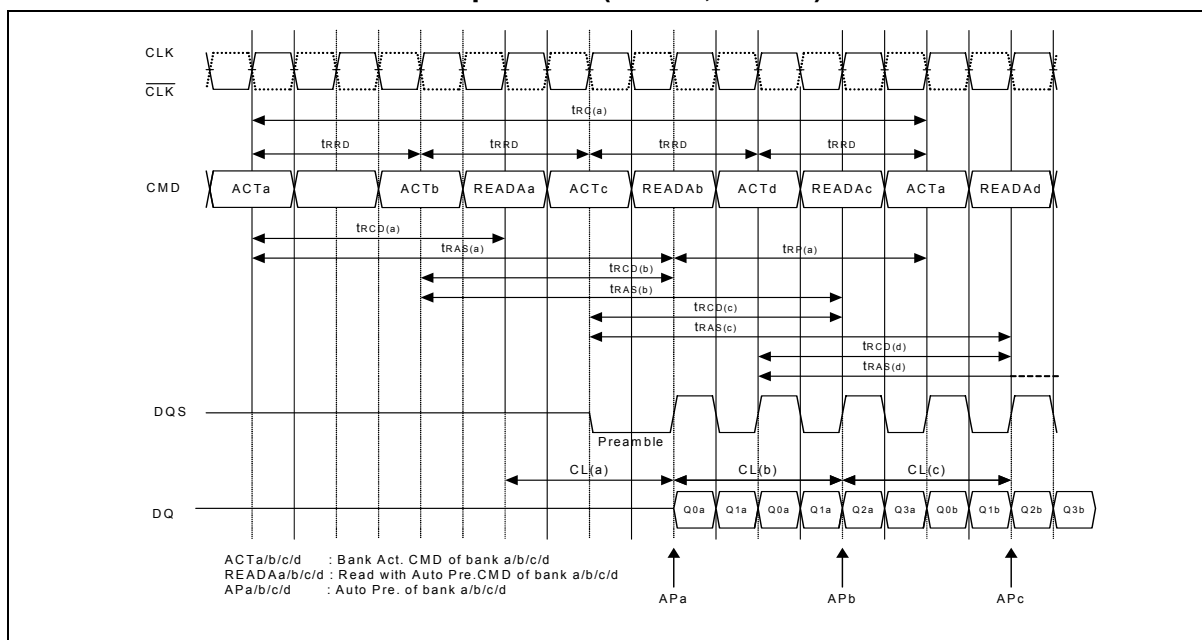 CLK
CLK
tRC(a)
tRRD tRRD tRRD tRRD
CMD ACTa ACTb READAa ACTc READAb ACTd READAc ACTa READAd
tRCD(a)
tRAS(a) tRP(a)
tRCD(b)
tRAS(b)
tRCD(c)
tRAS(c)
tRCD(d)
tRAS(d)
DQS
Preamble
CL(a) CL(b) CL(c)
DQ Q0a Q1a Q0a Q1a Q2a Q3a Q0b Q1b Q2b Q3b
ACTa/b/c/d : Bank Act. CMD of bank a/b/c/d
READAa/b/c/d : Read with Auto Pre.CMD of bank a/b/c/d
APa/b/c/d : Auto Pre. of bank a/b/c/d
APa APb APc